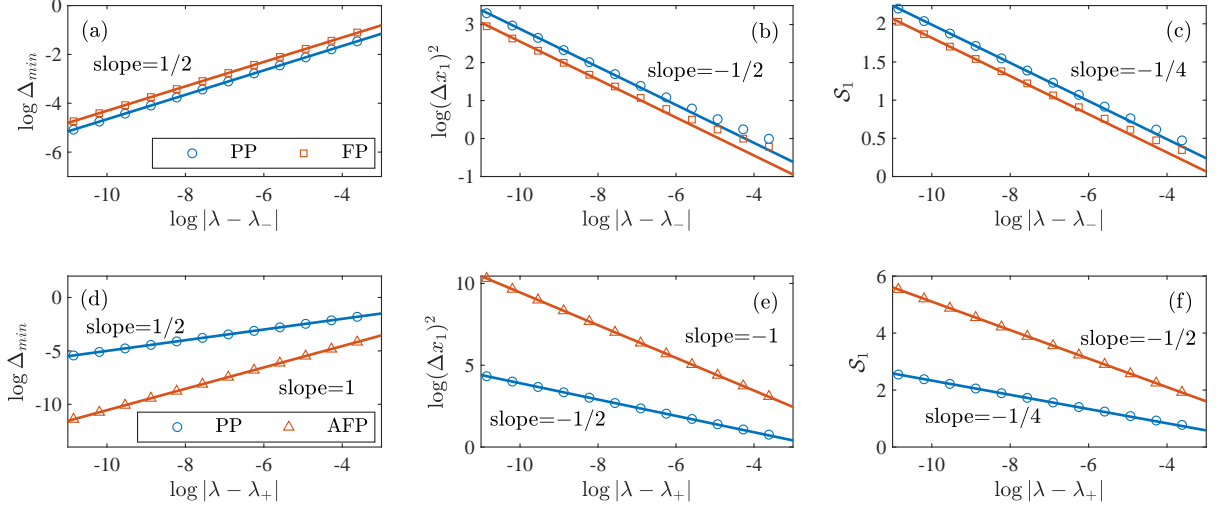 (a)
slope=1/2
log Δmin
0
-2
-4
-6
PP FP
-10 -8 -6 -4
log |λ − λ−|
(b)
slope=−1/2
log(Δx1)²
3
2
1
0
-1
-10 -8 -6 -4
log |λ − λ−|
(c)
slope=−1/4
S1
2
1.5
1
0.5
0
-10 -8 -6 -4
log |λ − λ−|
(d)
slope=1/2
slope=1
log Δmin
0
-5
-10
PP AFP
-10 -8 -6 -4
log |λ − λ+|
(e)
slope=−1
slope=−1/2
log(Δx1)²
10
5
0
-10 -8 -6 -4
log |λ − λ+|
(f)
slope=−1/2
slope=−1/4
S1
6
4
2
0
-10 -8 -6 -4
log |λ − λ+|